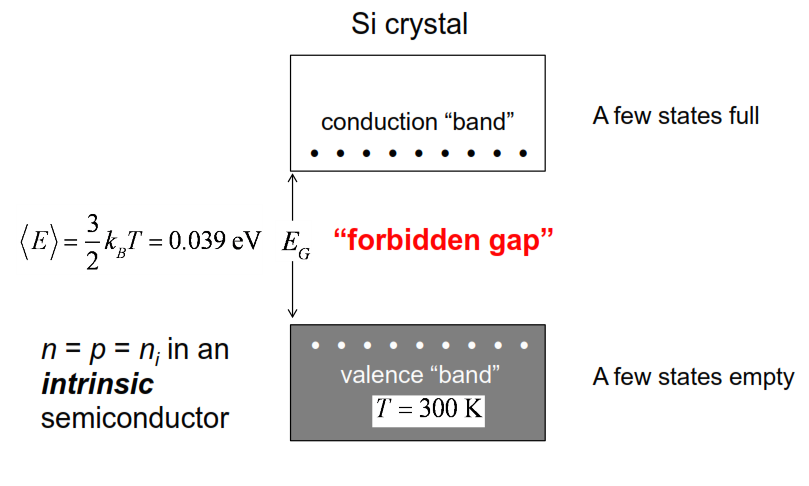 Si crystal
conduction “band”
A few states full
⟨E⟩ = 3/2 k_B T = 0.039 eV
E_G
“forbidden gap”
n = p = n_i in an
intrinsic
semiconductor
valence “band”
T = 300 K
A few states empty